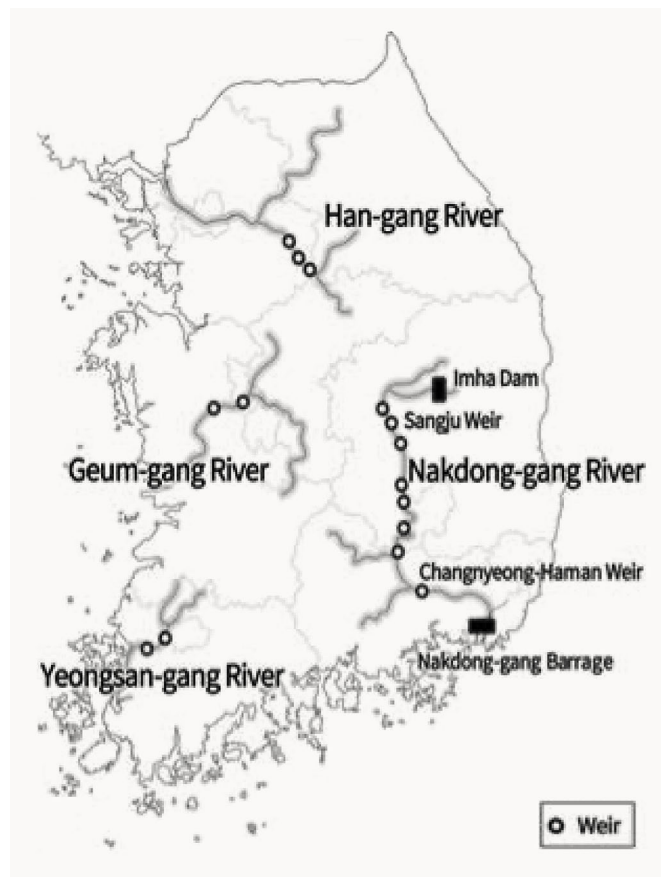 Han-gang River
Imha Dam
Sangju Weir
Geum-gang River
Nakdong-gang River
Changnyeong-Haman Weir
Nakdong-gang Barrage
Yeongsan-gang River
Weir